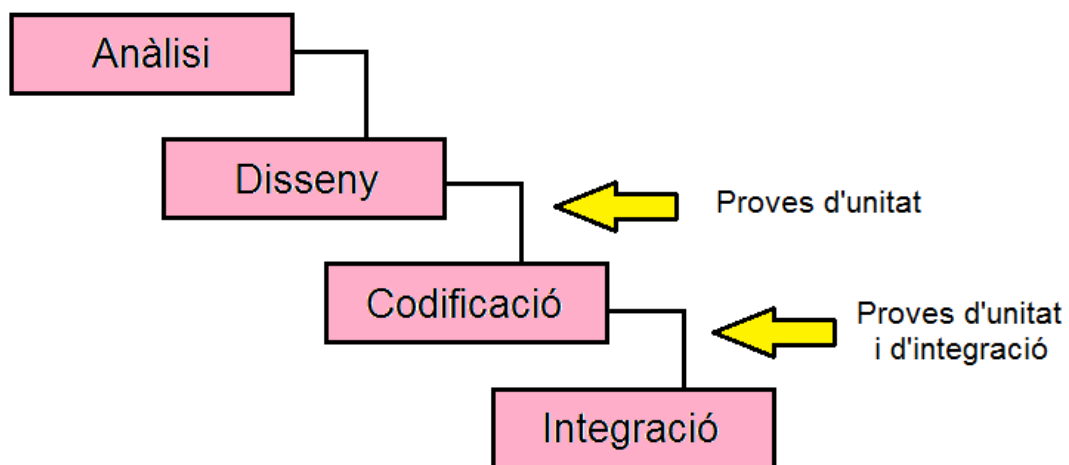 Anàlisi
Disseny
Proves d'unitat
Codificació
Proves d'unitat
i d'integració
Integració